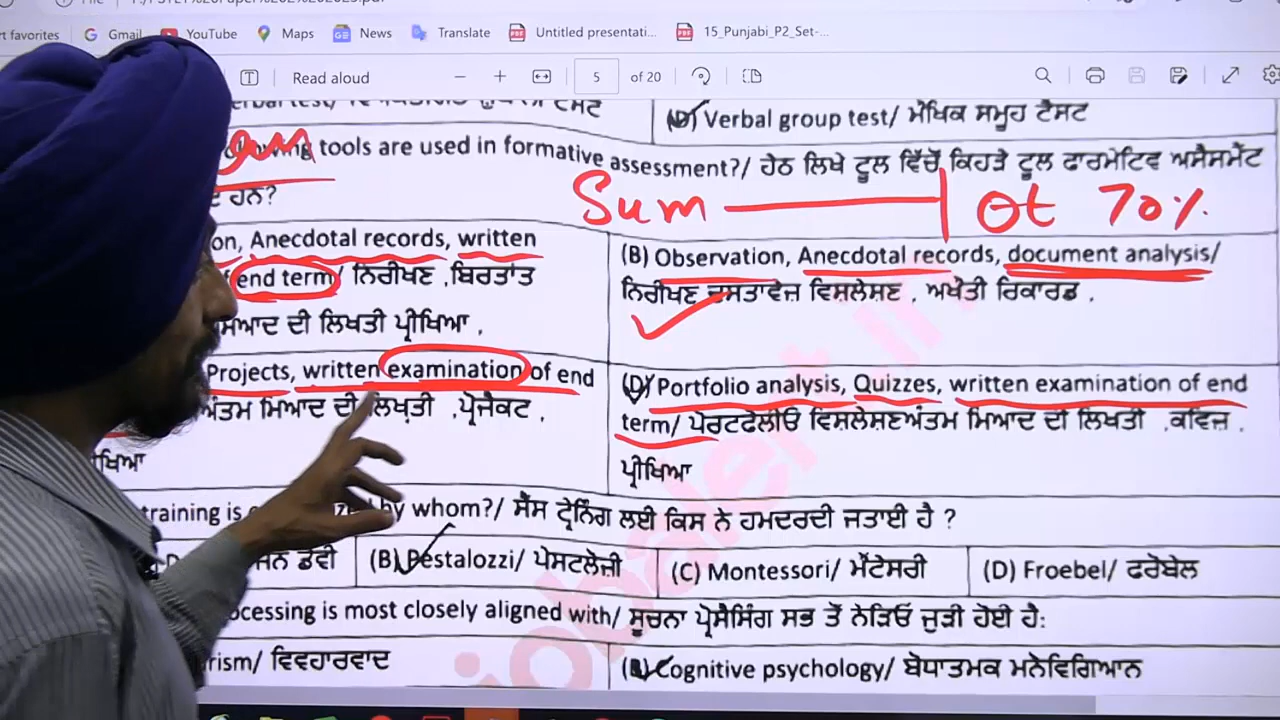 rt favorites Gmail YouTube Maps News Translate Untitled presentati... 15_Punjabi_P2_Set-...
Read aloud 5 of 20
(D) Verbal group test/ ਮੌਖਿਕ ਸਮੂਹ ਟੈਸਟ
tools are used in formative assessment?/ ਹੇਠ ਲਿਖੇ ਟੂਲ ਵਿੱਚੋਂ ਕਿਹੜੇ ਟੂਲ ਫਾਰਮੇਟਿਵ ਅਸੈਸਮੈਂਟ
ਹਨ?
Sum ot 70%
on, Anecdotal records, written
end term/ ਨਿਰੀਖਣ ,ਬਿਰਤਾਂਤ
ਮਿਆਦ ਦੀ ਲਿਖਤੀ ਪ੍ਰੀਖਿਆ .
(B) Observation, Anecdotal records, document analysis/
ਨਿਰੀਖਣ ਦਸਤਾਵੇਜ਼ ਵਿਸ਼ਲੇਸ਼ਣ , ਅਖੌਤੀ ਰਿਕਾਰਡ .
Projects, written examination of end
ਅੰਤਮ ਮਿਆਦ ਦੀ ਲਿਖਤੀ ,ਪ੍ਰੋਜੈਕਟ ,
ਪ੍ਰੀਖਿਆ
(D) Portfolio analysis, Quizzes, written examination of end
term/ ਪੋਰਟਫੋਲੀਓ ਵਿਸ਼ਲੇਸ਼ਣਅੰਤਮ ਮਿਆਦ ਦੀ ਲਿਖਤੀ ,ਕਵਿਜ਼ .
ਪ੍ਰੀਖਿਆ
training is by whom?/ ਸੈਂਸ ਟ੍ਰੇਨਿੰਗ ਲਈ ਕਿਸ ਨੇ ਹਮਦਰਦੀ ਜਤਾਈ ਹੈ ?
(B) Pestalozzi/ ਪੇਸਟਲੋਜ਼ੀ (C) Montessori/ ਮੌਂਟੇਸਰੀ (D) Froebel/ ਫਰੋਬੇਲ
ocessing is most closely aligned with/ ਸੂਚਨਾ ਪ੍ਰੋਸੈਸਿੰਗ ਸਭ ਤੋਂ ਨੇੜਿਓਂ ਜੁੜੀ ਹੋਈ ਹੈ:
rism/ ਵਿਵਹਾਰਵਾਦ (B) Cognitive psychology/ ਬੋਧਾਤਮਕ ਮਨੋਵਿਗਿਆਨ